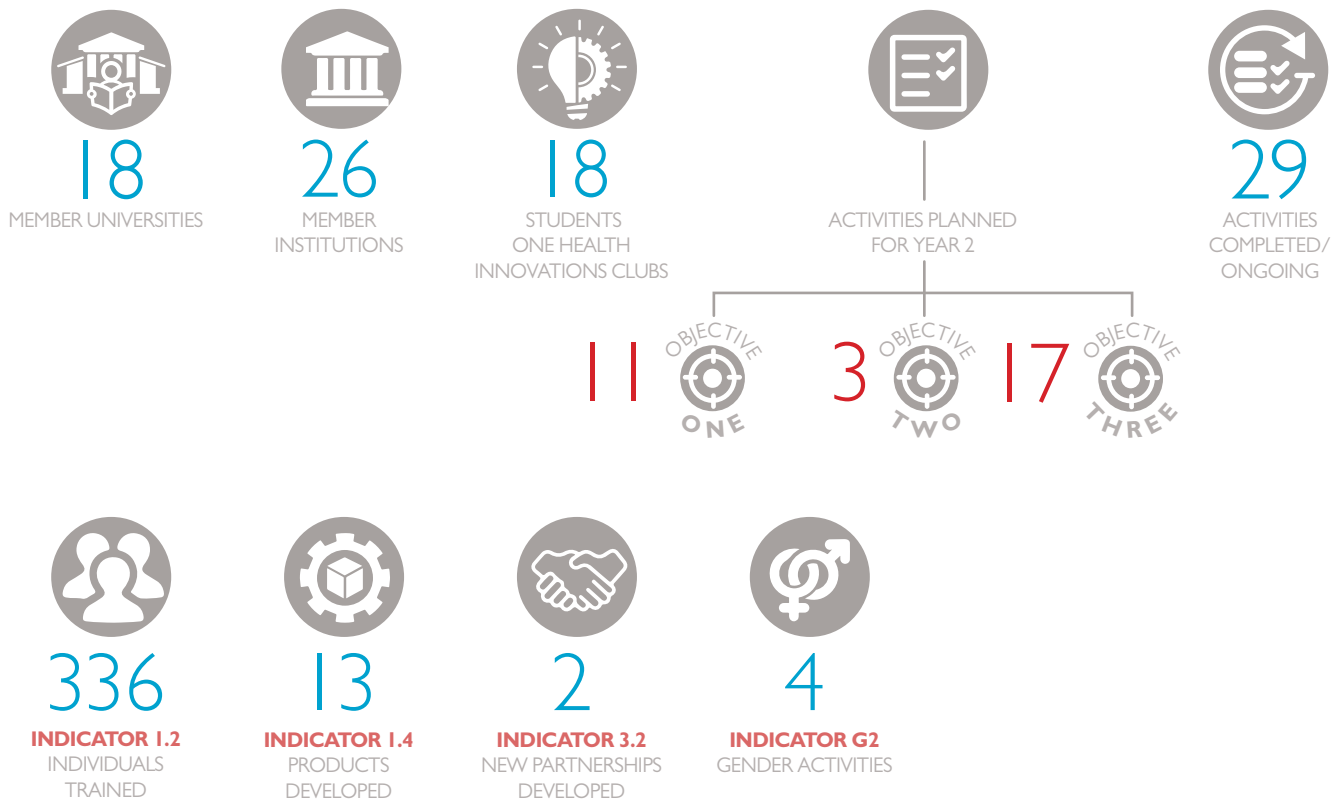 18
MEMBER UNIVERSITIES
26
MEMBER
INSTITUTIONS
18
STUDENTS
ONE HEALTH
INNOVATIONS CLUBS
ACTIVITIES PLANNED
FOR YEAR 2
11
OBJECTIVE
ONE
3
OBJECTIVE
TWO
17
OBJECTIVE
THREE
29
ACTIVITIES
COMPLETED/
ONGOING
336
INDICATOR 1.2
INDIVIDUALS
TRAINED
13
INDICATOR 1.4
PRODUCTS
DEVELOPED
2
INDICATOR 3.2
NEW PARTNERSHIPS
DEVELOPED
4
INDICATOR G2
GENDER ACTIVITIES